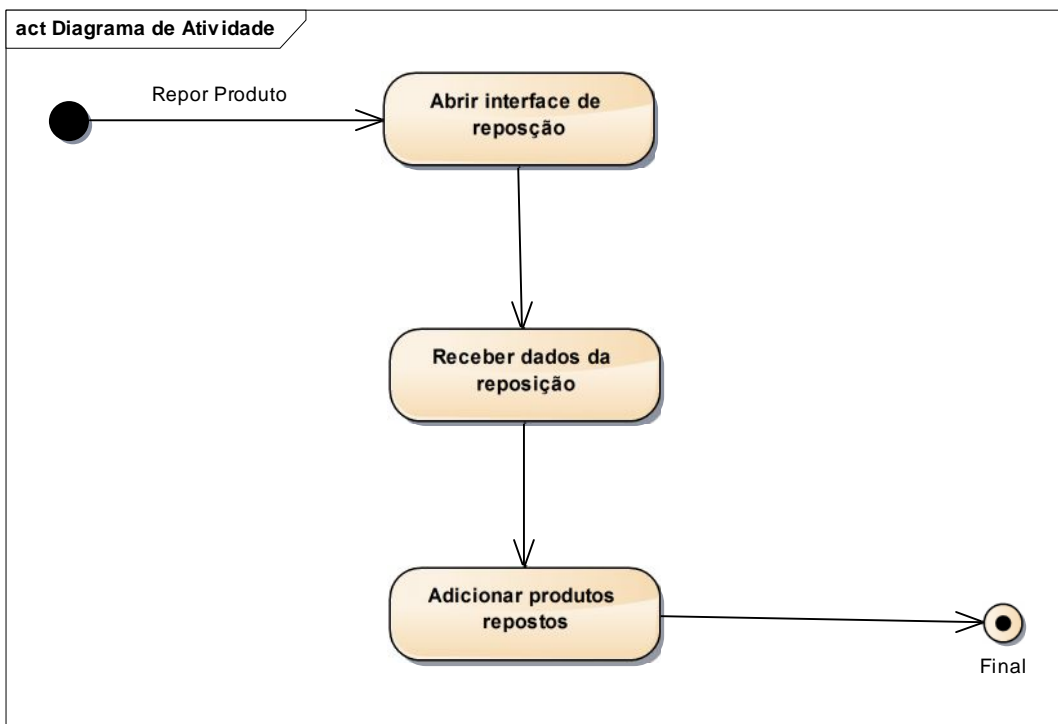 act Diagrama de Atividade
Repor Produto
Abrir interface de
reposção
Receber dados da
reposição
Adicionar produtos
repostos
Final